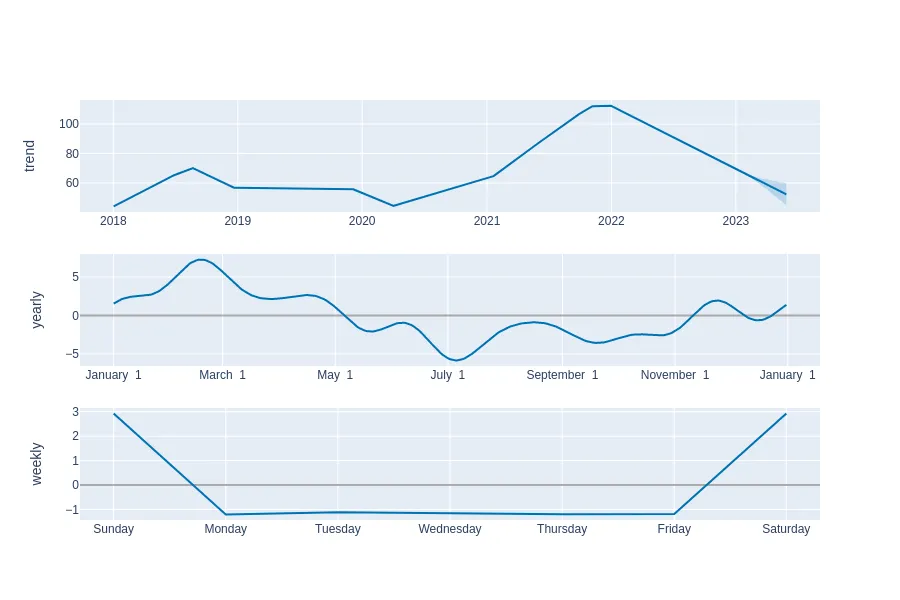 trend
100
80
60
2018 2019 2020 2021 2022 2023
yearly
5
0
−5
January 1 March 1 May 1 July 1 September 1 November 1 January 1
weekly
3
2
1
0
−1
Sunday Monday Tuesday Wednesday Thursday Friday Saturday